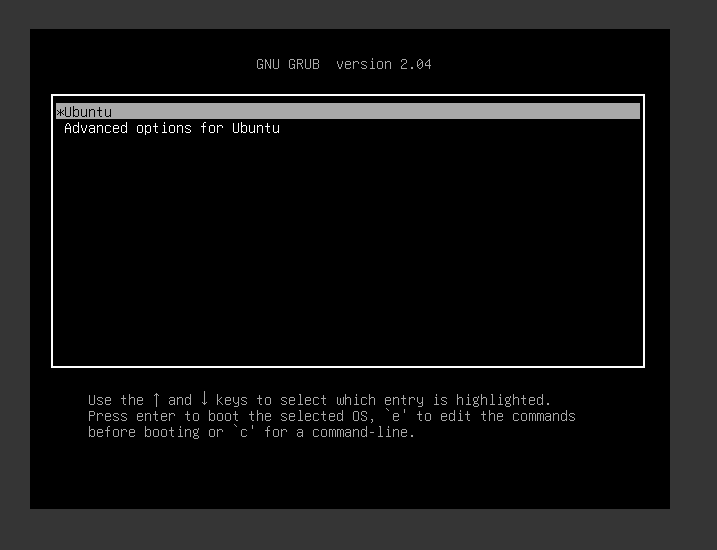 GNU GRUB  version 2.04
*Ubuntu
Advanced options for Ubuntu
Use the ↑ and ↓ keys to select which entry is highlighted.
Press enter to boot the selected OS, `e' to edit the commands
before booting or `c' for a command-line.